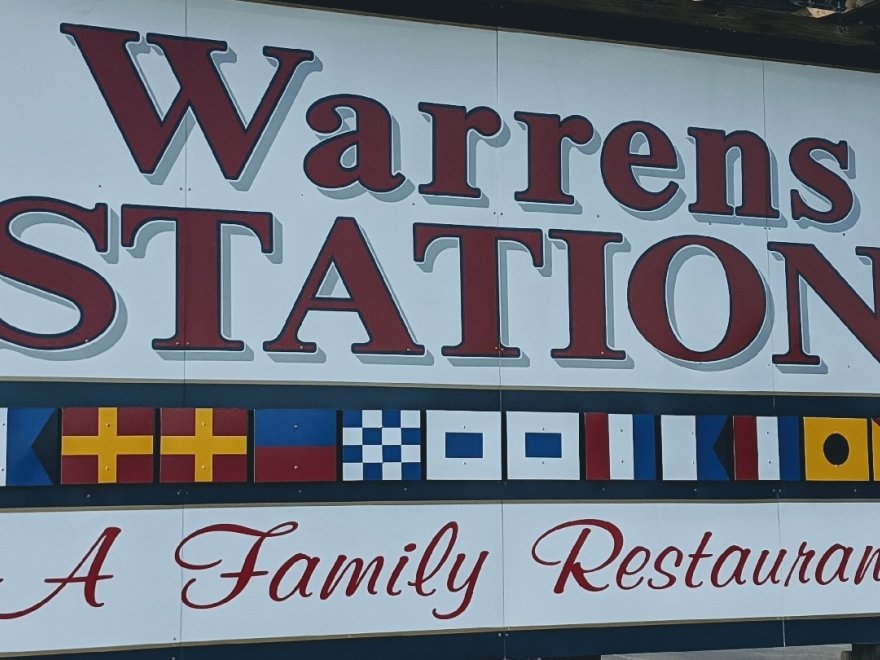 Warrens
STATION
A Family Restauran